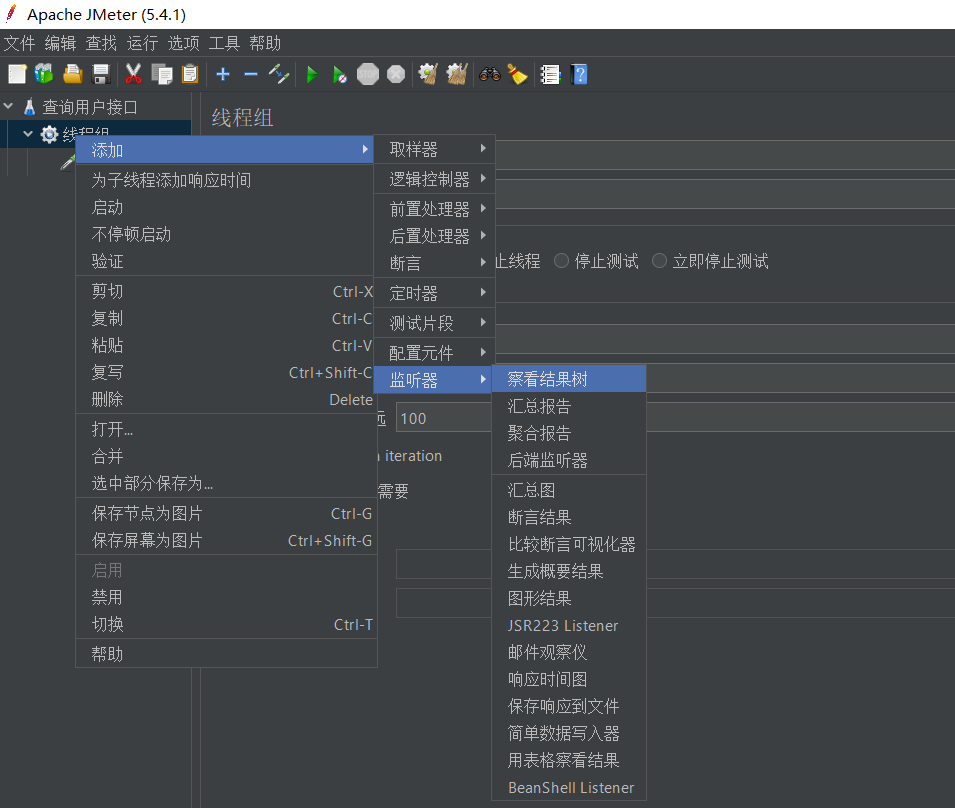 Apache JMeter (5.4.1)
文件 编辑 查找 运行 选项 工具 帮助
查询用户接口
线程组
线程组
添加
为子线程添加响应时间
启动
不停顿启动
验证
剪切 Ctrl-X
复制 Ctrl-C
粘贴 Ctrl-V
复写 Ctrl+Shift-C
删除 Delete
打开...
合并
选中部分保存为...
保存节点为图片 Ctrl-G
保存屏幕为图片 Ctrl+Shift-G
启用
禁用
切换 Ctrl-T
帮助
取样器
逻辑控制器
前置处理器
后置处理器
断言
定时器
测试片段
配置元件
监听器
止线程 停止测试 立即停止测试
远 100
iteration
需要
察看结果树
汇总报告
聚合报告
后端监听器
汇总图
断言结果
比较断言可视化器
生成概要结果
图形结果
JSR223 Listener
邮件观察仪
响应时间图
保存响应到文件
简单数据写入器
用表格察看结果
BeanShell Listener